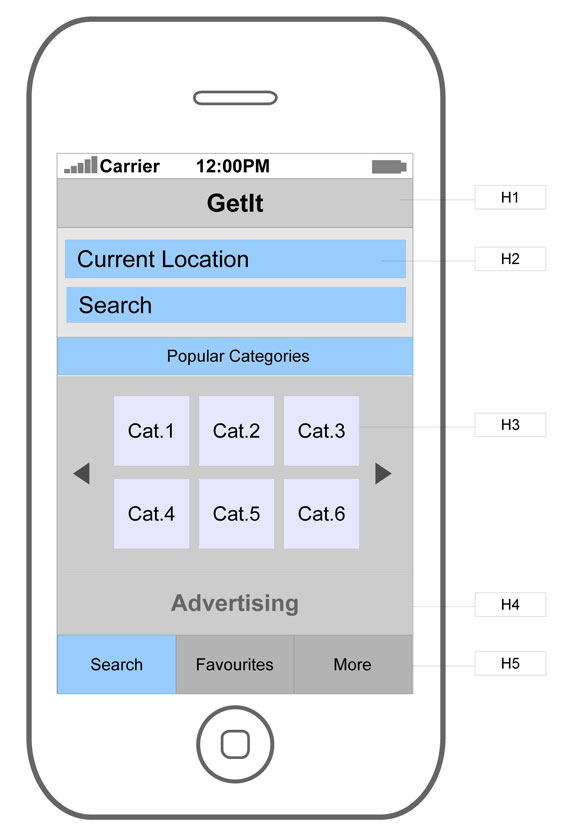 Carrier 12:00PM
GetIt
H1
Current Location
H2
Search
Popular Categories
Cat.1 Cat.2 Cat.3
H3
Cat.4 Cat.5 Cat.6
Advertising
H4
Search Favourites More
H5